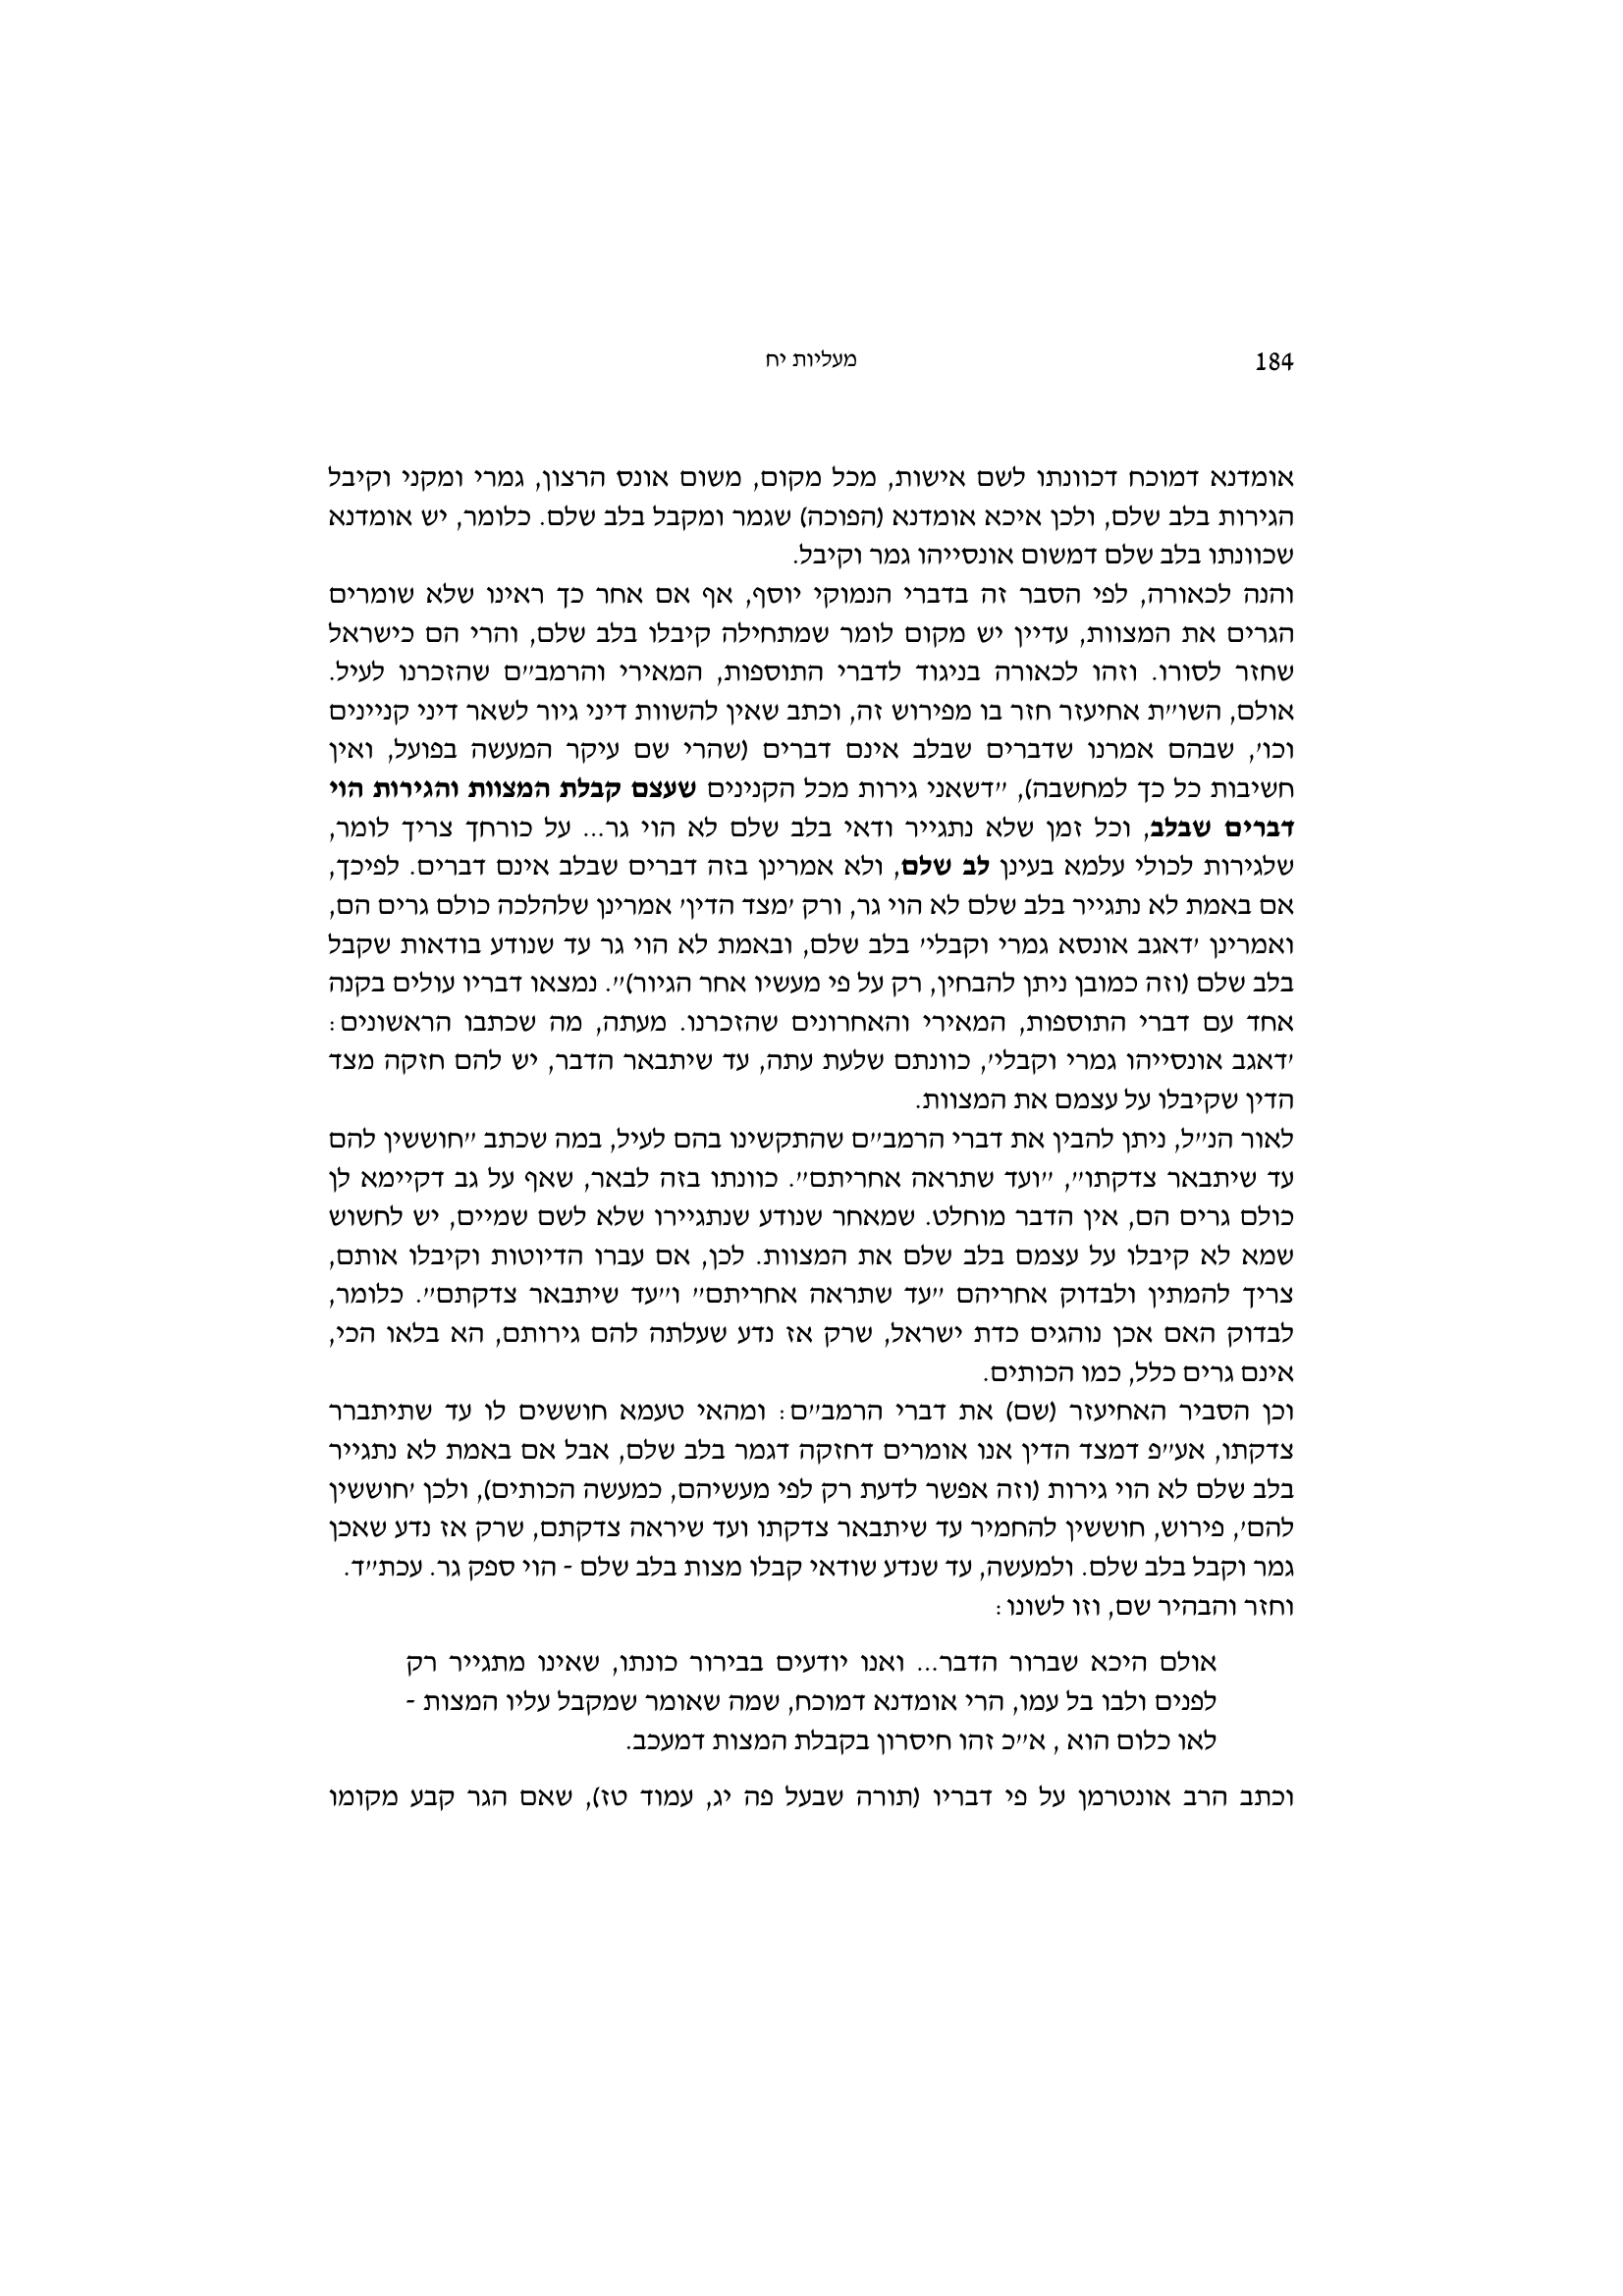 184
מעליות יח
אומדנא דמוכח דכוונתו לשם אישות, מכל מקום, משום אונס הרצון, גמרי ומקני וקיבל
הגירות בלב שלם, ולכן איכא אומדנא (הפוכה) שגמר ומקבל בלב שלם. כלומר, יש אומדנא
שכוונתו בלב שלם דמשום אונסייהו גמר וקיבל.
והנה לכאורה, לפי הסבר זה בדברי הנמוקי יוסף, אף אם אחר כך ראינו שלא שומרים
הגרים את המצוות, עדיין יש מקום לומר שמתחילה קיבלו בלב שלם, והרי הם כישראל
שחזר לסורו. וזהו לכאורה בניגוד לדברי התוספות, המאירי והרמב״ם שהזכרנו לעיל.
אולם, השו״ת אחיעזר חזר בו מפירוש זה, וכתב שאין להשוות דיני גיור לשאר דיני קניינים
וכו׳, שבהם אמרנו שדברים שבלב אינם דברים (שהרי שם עיקר המעשה בפועל, ואין
חשיבות כל כך למחשבה), ״דשאני גירות מכל הקנינים שעצם קבלת המצוות והגירות הוי
דברים שבלב, וכל זמן שלא נתגייר ודאי בלב שלם לא הוי גר... על כורחך צריך לומר,
שלגירות לכולי עלמא בעינן לב שלם, ולא אמרינן בזה דברים שבלב אינם דברים. לפיכך,
אם באמת לא נתגייר בלב שלם לא הוי גר, ורק ׳מצד הדין׳ אמרינן שלהלכה כולם גרים הם,
ואמרינן ׳דאגב אונסא גמרי וקבלי׳ בלב שלם, ובאמת לא הוי גר עד שנודע בודאות שקבל
בלב שלם (וזה כמובן ניתן להבחין, רק על פי מעשיו אחר הגיור)״. נמצאו דבריו עולים בקנה
אחד עם דברי התוספות, המאירי והאחרונים שהזכרנו. מעתה, מה שכתבו הראשונים:
׳דאגב אונסייהו גמרי וקבלי׳, כוונתם שלעת עתה, עד שיתבאר הדבר, יש להם חזקה מצד
הדין שקיבלו על עצמם את המצוות.
לאור הנ״ל, ניתן להבין את דברי הרמב״ם שהתקשינו בהם לעיל, במה שכתב ״חוששין להם
עד שיתבאר צדקתו״, ״ועד שתראה אחריתם״. כוונתו בזה לבאר, שאף על גב דקיימא לן
כולם גרים הם, אין הדבר מוחלט. שמאחר שנודע שנתגיירו שלא לשם שמיים, יש לחשוש
שמא לא קיבלו על עצמם בלב שלם את המצוות. לכן, אם עברו הדיוטות וקיבלו אותם,
צריך להמתין ולבדוק אחריהם ״עד שתראה אחריתם״ ו״עד שיתבאר צדקתם״. כלומר,
לבדוק האם אכן נוהגים כדת ישראל, שרק אז נדע שעלתה להם גירותם, הא בלאו הכי,
אינם גרים כלל, כמו הכותים.
וכן הסביר האחיעזר (שם) את דברי הרמב״ם: ומהאי טעמא חוששים לו עד שתיתברר
צדקתו, אע״פ דמצד הדין אנו אומרים דחזקה דגמר בלב שלם, אבל אם באמת לא נתגייר
בלב שלם לא הוי גירות (וזה אפשר לדעת רק לפי מעשיהם, כמעשה הכותים), ולכן ׳חוששין
להם׳, פירוש, חוששין להחמיר עד שיתבאר צדקתו ועד שיראה צדקתם, שרק אז נדע שאכן
גמר וקבל בלב שלם. ולמעשה, עד שנדע שודאי קבלו מצות בלב שלם - הוי ספק גר. עכת״ד.
וחזר והבהיר שם, וזו לשונו:
אולם היכא שברור הדבר... ואנו יודעים בבירור כונתו, שאינו מתגייר רק
לפנים ולבו בל עמו, הרי אומדנא דמוכח, שמה שאומר שמקבל עליו המצות -
לאו כלום הוא , א״כ זהו חיסרון בקבלת המצות דמעכב.
וכתב הרב אונטרמן על פי דבריו (תורה שבעל פה יג, עמוד טז), שאם הגר קבע מקומו